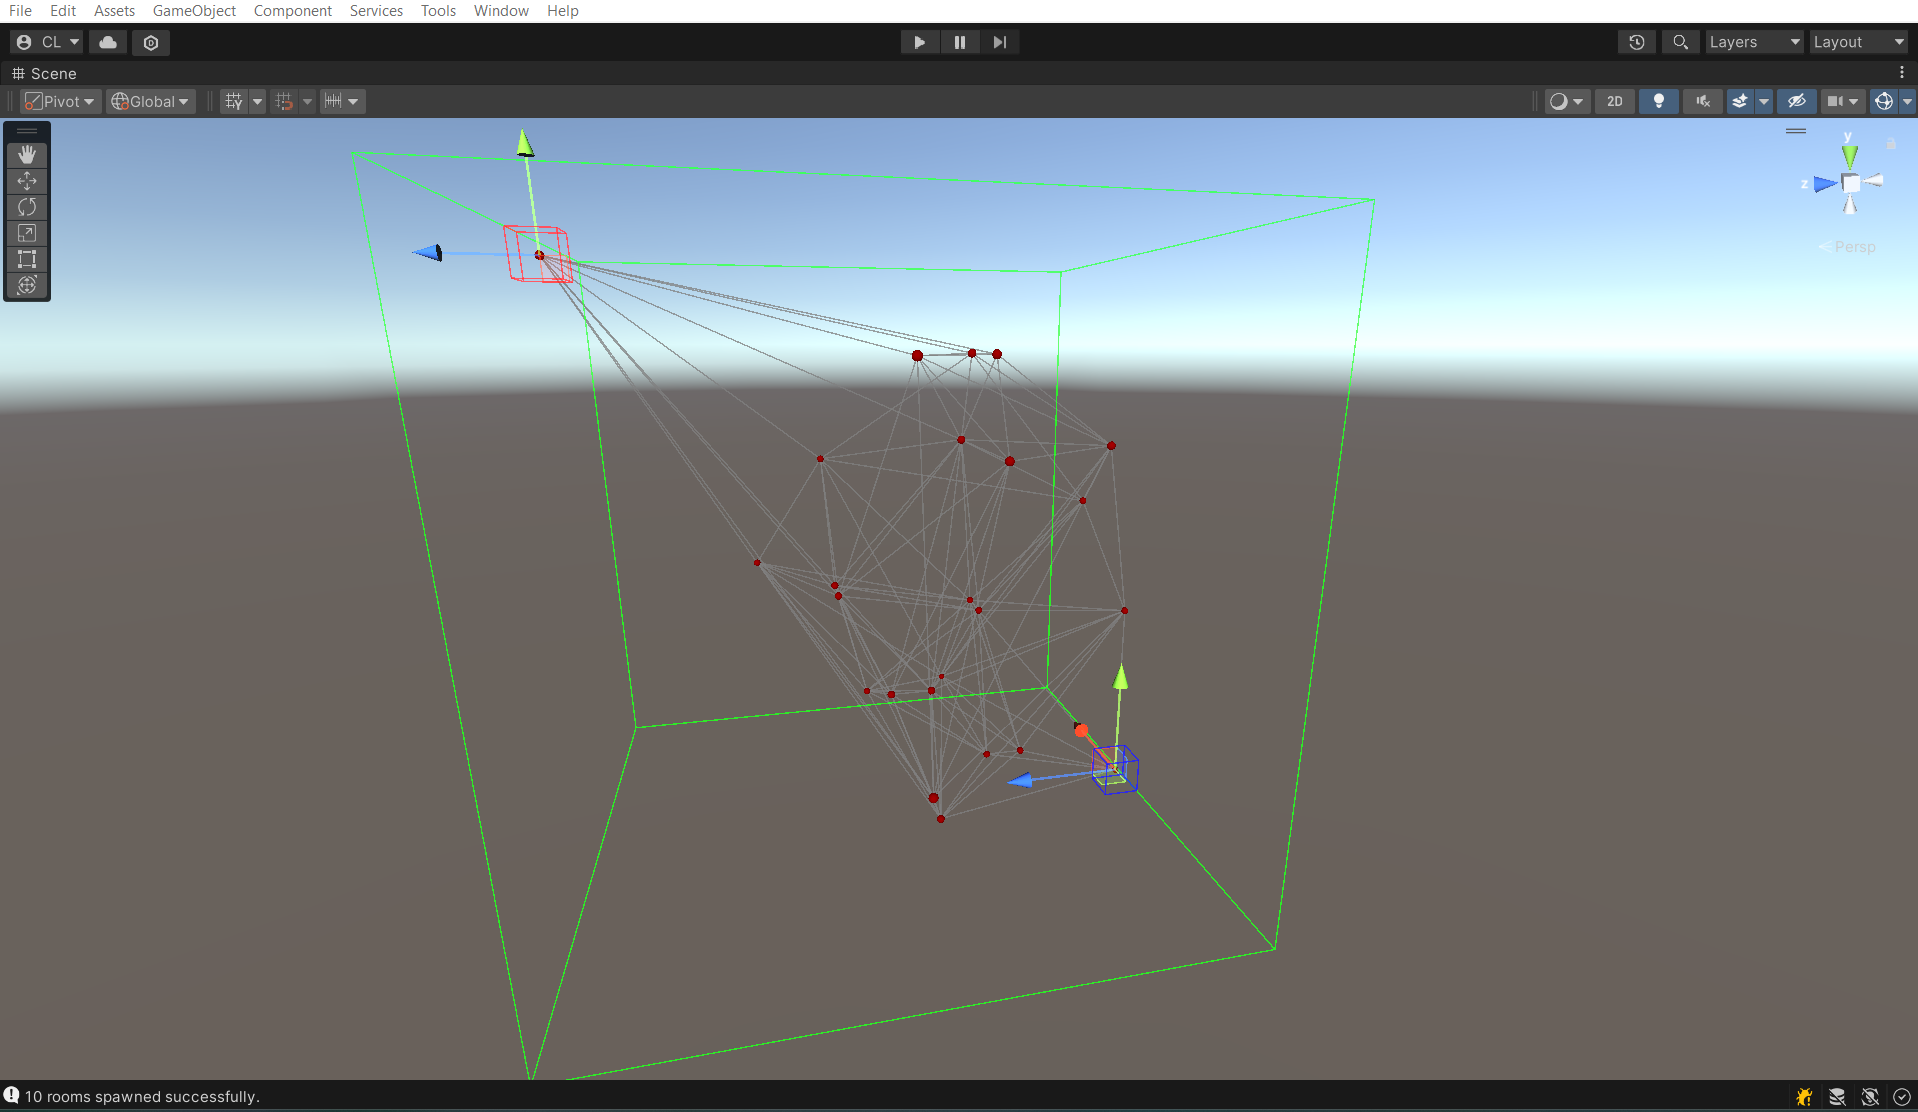 File Edit Assets GameObject Component Services Tools Window Help
CL Layers Layout
Scene
Pivot Global Y 2D
y
z
Persp
10 rooms spawned successfully.